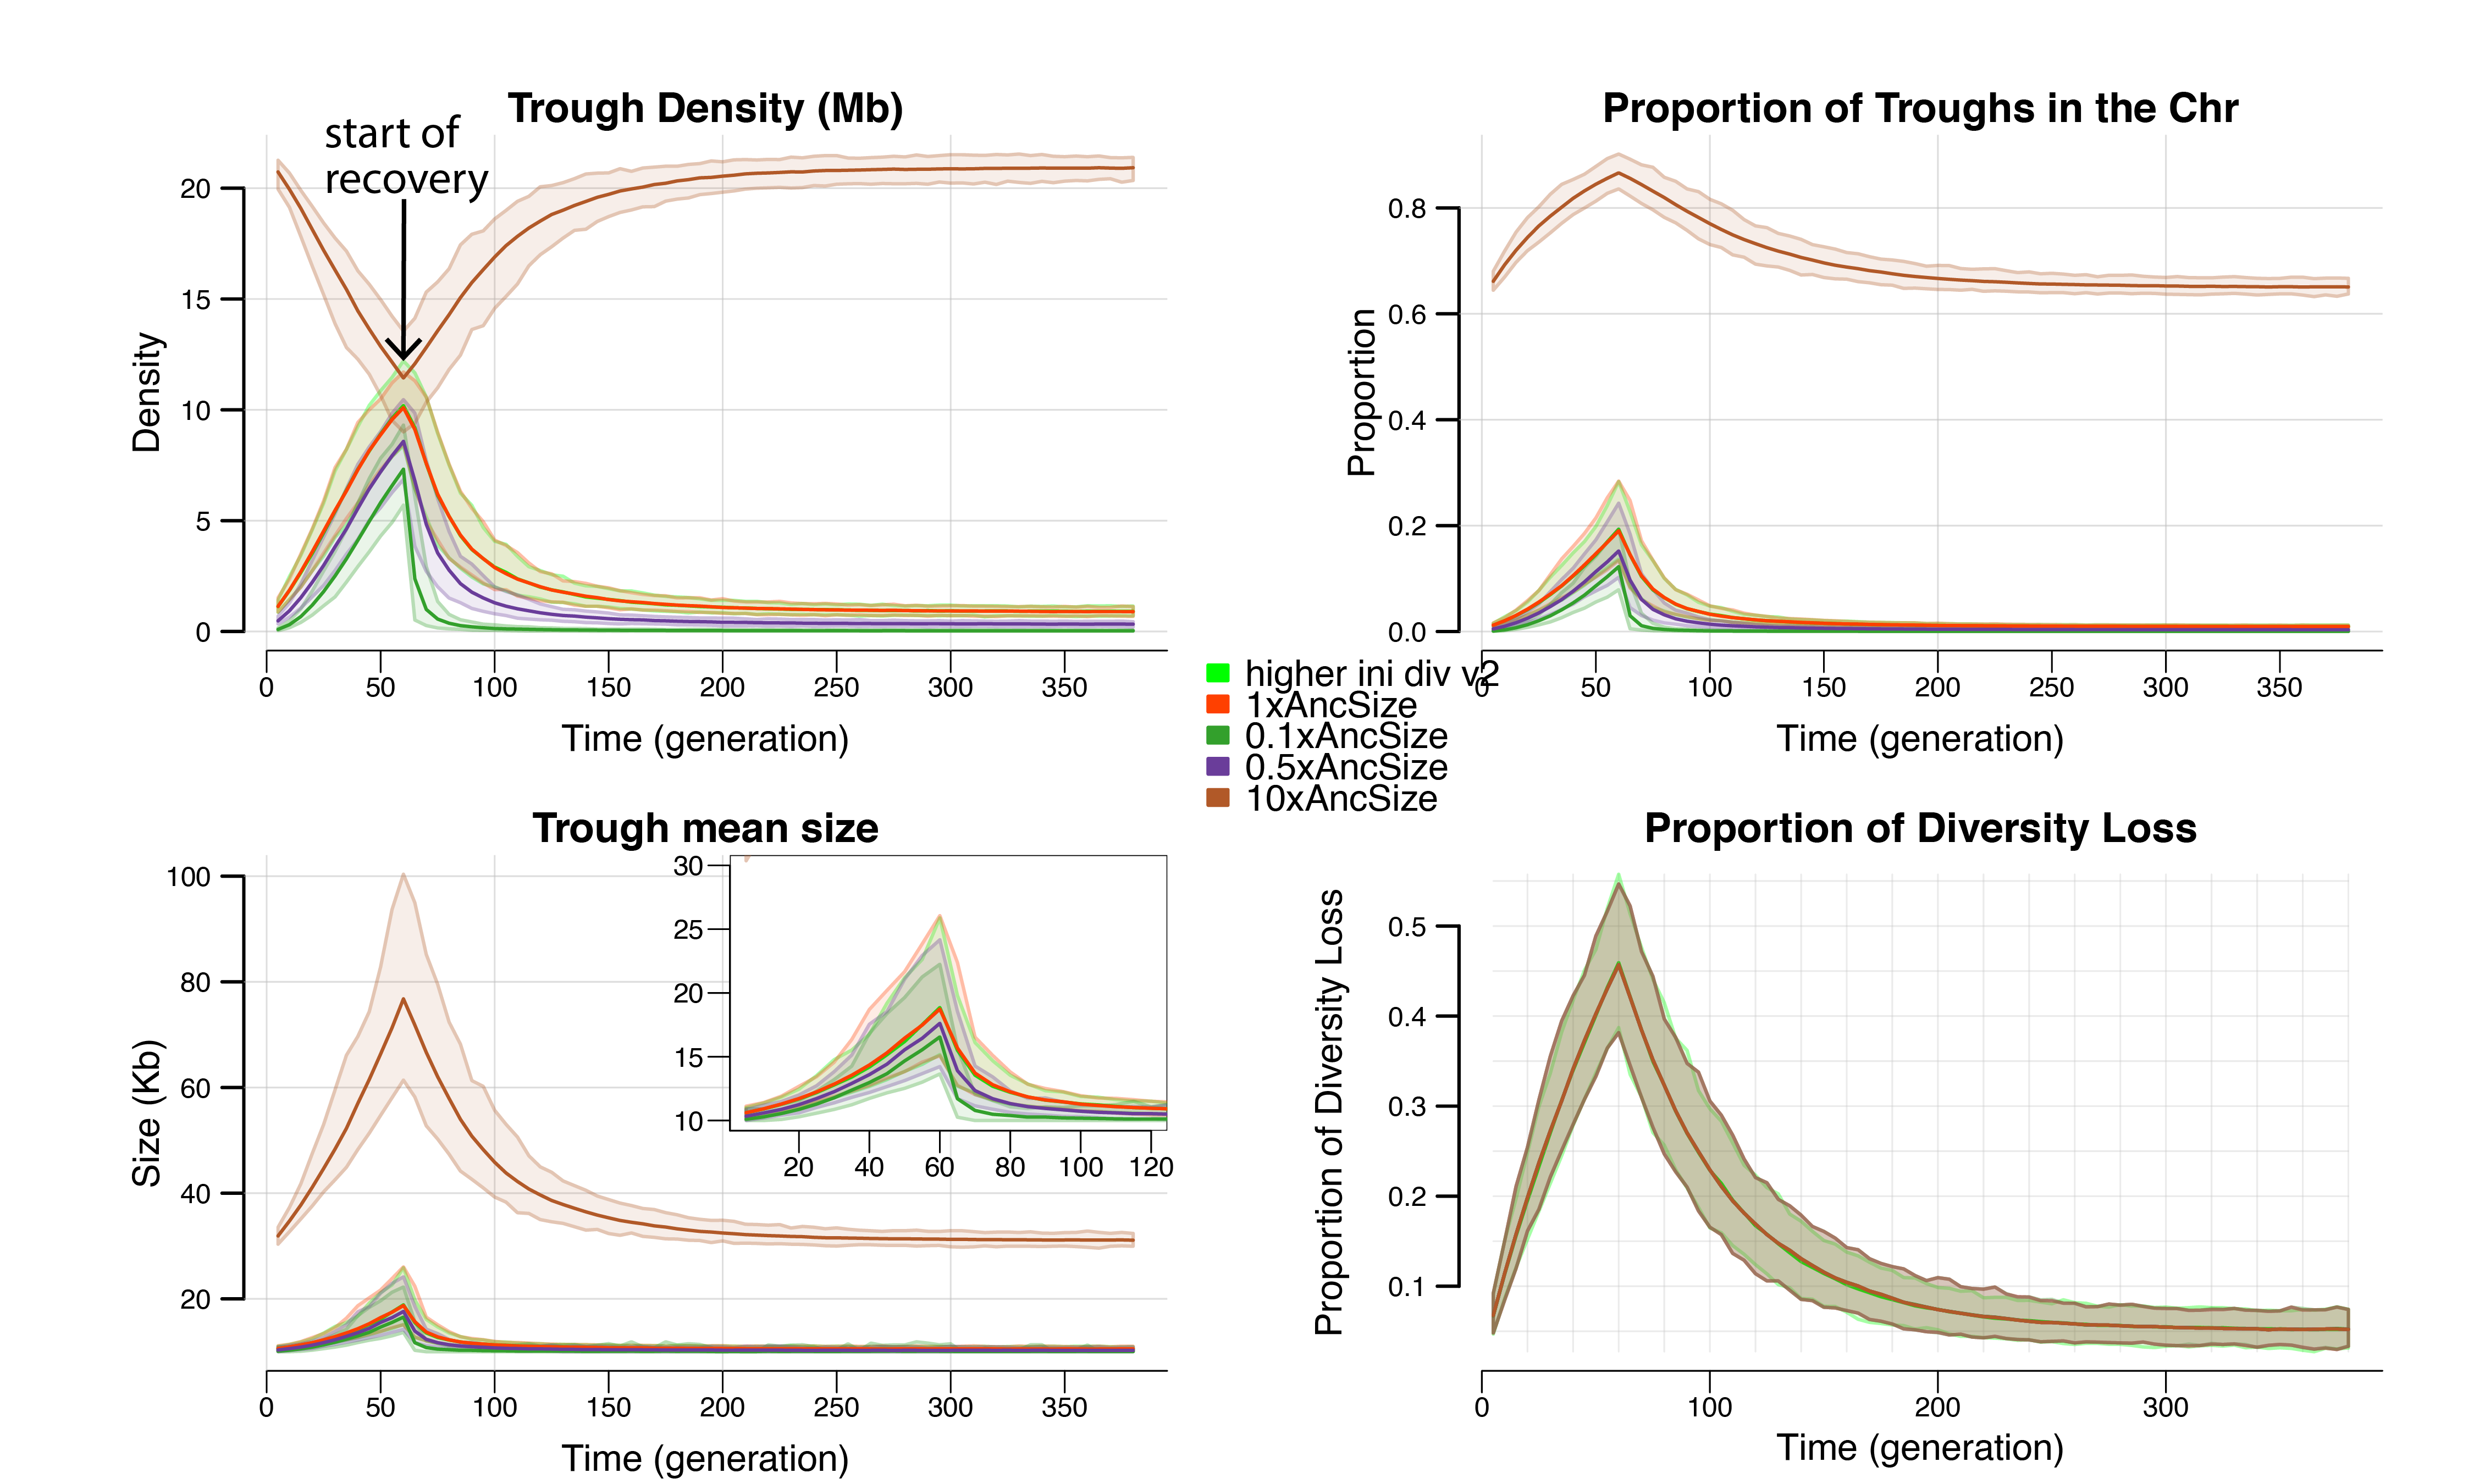 Trough Density (Mb)
start of
recovery
Density
20
15
10
5
0
0 50 100 150 200 250 300 350
Time (generation)
Proportion of Troughs in the Chr
Proportion
0.8
0.6
0.4
0.2
0.0
0 50 100 150 200 250 300 350
Time (generation)
higher ini div v2
1xAncSize
0.1xAncSize
0.5xAncSize
10xAncSize
Trough mean size
Size (Kb)
100
80
60
40
20
0 50 100 150 200 250 300 350
Time (generation)
30
25
20
15
10
20 40 60 80 100 120
Proportion of Diversity Loss
Proportion of Diversity Loss
0.5
0.4
0.3
0.2
0.1
0 100 200 300
Time (generation)